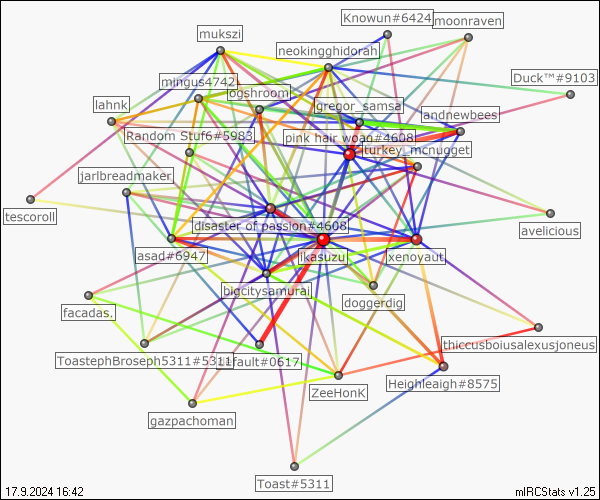 Knowun#6424
moonraven
mukszi
neokingghidorah
Duck™#9103
mingus4742
ogshroom
lahnk
gregor_samsa
andnewbees
Random Stuf6#5983
pink hair woan#4608
turkey_mcnugget
jarlbreadmaker
tescoroll
disaster of passion#4608
avelicious
asad#6947
ikasuzu
xenoyaut
bigcitysamurai
doggerdig
facadas.
thiccusboiusalexusjoneus
ToastephBroseph5311#5311
fault#0617
ZeeHonK
Heighleaigh#8575
gazpachoman
Toast#5311
17.9.2024 16:42
mIRCStats v1.25